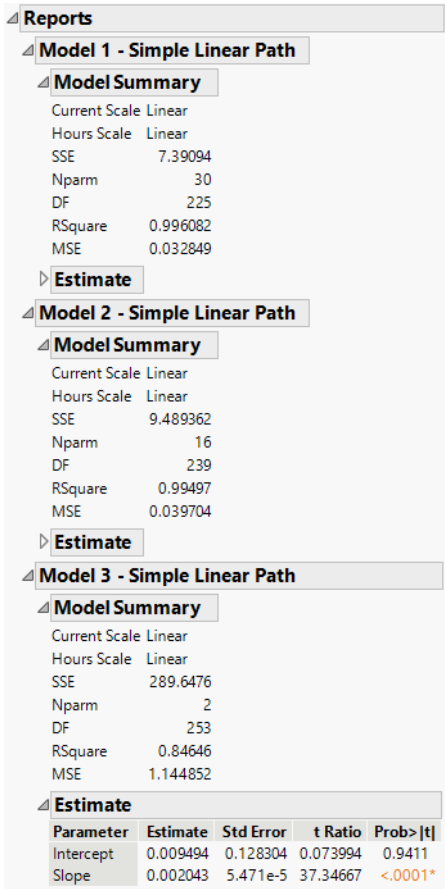 Reports
Model 1 - Simple Linear Path
Model Summary
Current Scale Linear
Hours Scale Linear
SSE 7.39094
Nparm 30
DF 225
RSquare 0.996082
MSE 0.032849
Estimate
Model 2 - Simple Linear Path
Model Summary
Current Scale Linear
Hours Scale Linear
SSE 9.489362
Nparm 16
DF 239
RSquare 0.99497
MSE 0.039704
Estimate
Model 3 - Simple Linear Path
Model Summary
Current Scale Linear
Hours Scale Linear
SSE 289.6476
Nparm 2
DF 253
RSquare 0.84646
MSE 1.144852
Estimate
Parameter Estimate Std Error t Ratio Prob>|t|
Intercept 0.009494 0.128304 0.073994 0.9411
Slope 0.002043 5.471e-5 37.34667 <.0001*